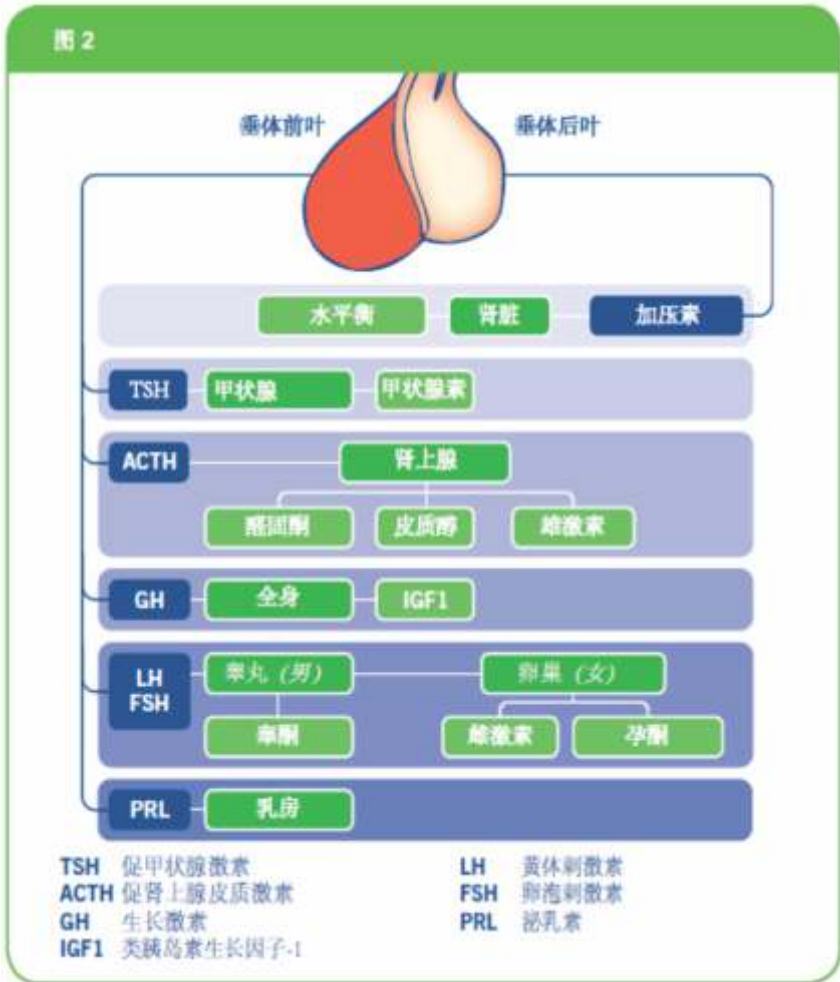 图 2
垂体前叶 垂体后叶
水平衡 肾脏 加压素
TSH 甲状腺 甲状腺素
ACTH 肾上腺
醛固酮 皮质醇 雄激素
GH 全身 IGF1
LH FSH 睾丸 (男) 卵巢 (女)
睾酮 雌激素 孕酮
PRL 乳房
TSH 促甲状腺激素
ACTH 促肾上腺皮质激素
GH 生长激素
IGF1 类胰岛素生长因子-1
LH 黄体刺激素
FSH 卵泡刺激素
PRL 泌乳素